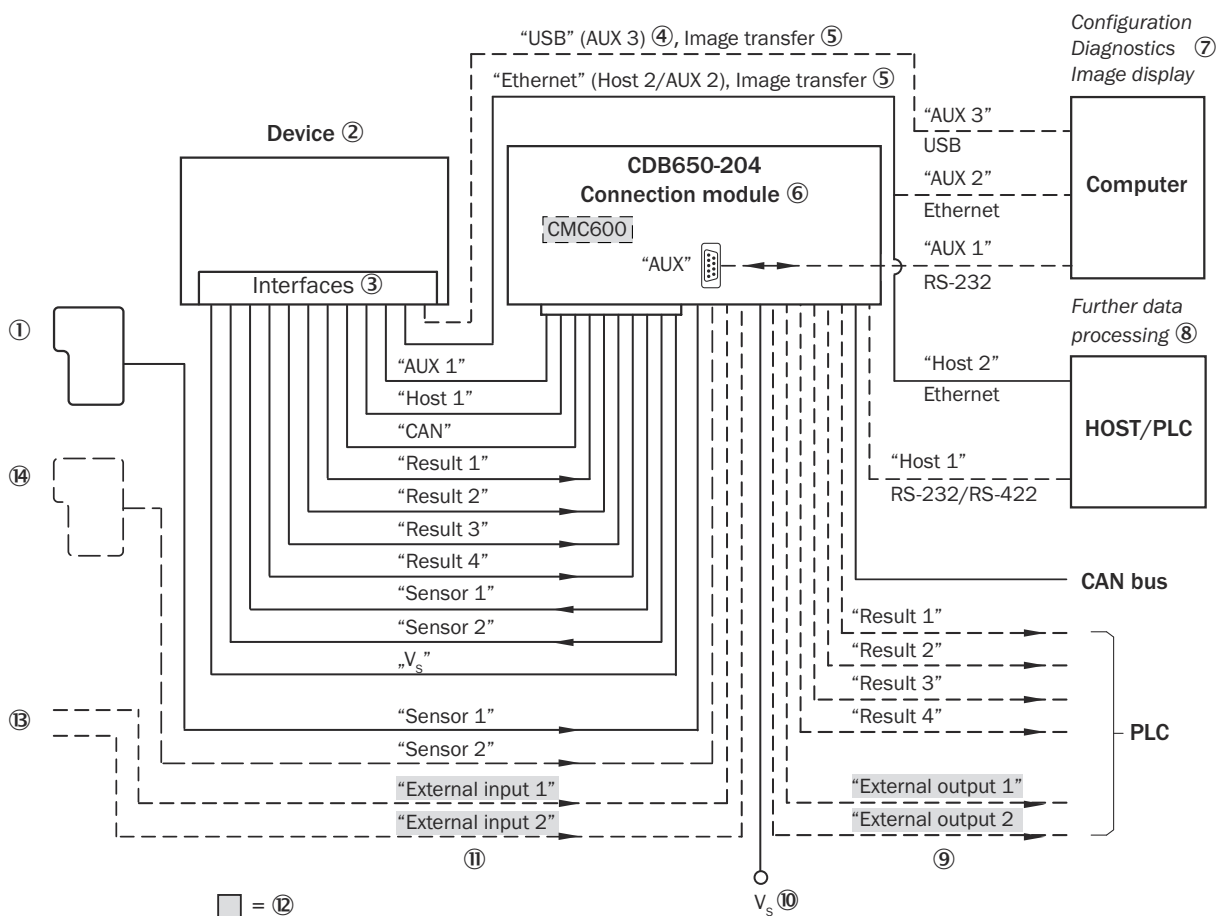 “USB” (AUX 3) ④, Image transfer ⑤
“Ethernet” (Host 2/AUX 2), Image transfer ⑤
Configuration
Diagnostics ⑦
Image display
Device ②
Interfaces ③
CDB650-204
Connection module ⑥
CMC600
“AUX”
“AUX 3”
USB
“AUX 2”
Ethernet
“AUX 1”
RS-232
Computer
Further data
processing ⑧
“Host 2”
Ethernet
HOST/PLC
“Host 1”
RS-232/RS-422
①
⑭
⑬
“AUX 1”
“Host 1”
“CAN”
“Result 1”
“Result 2”
“Result 3”
“Result 4”
“Sensor 1”
“Sensor 2”
„Vs”
“Sensor 1”
“Sensor 2”
“External input 1”
“External input 2”
⑪
CAN bus
“Result 1”
“Result 2”
“Result 3”
“Result 4”
PLC
“External output 1”
“External output 2
⑨
Vs ⑩
= ⑫